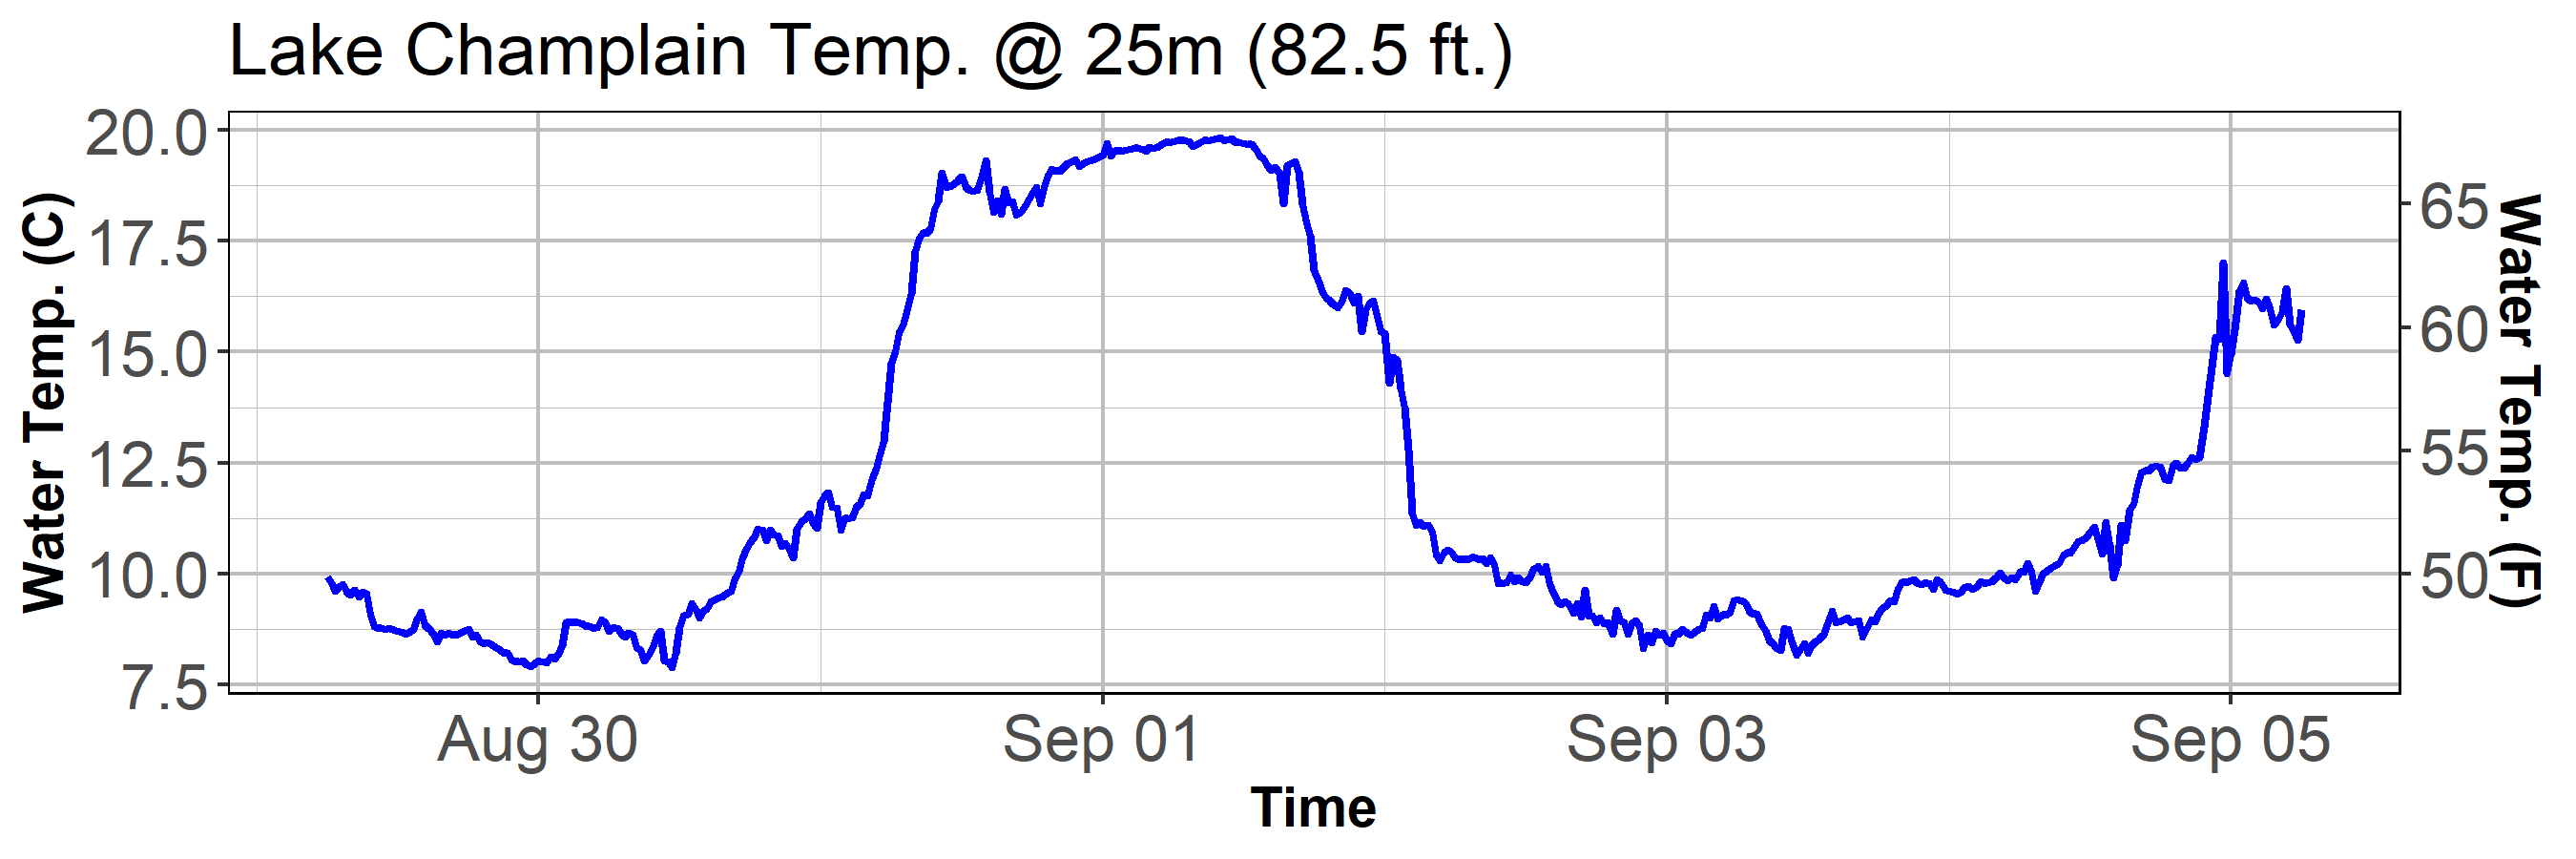 Lake Champlain Temp. @ 25m (82.5 ft.)
Water Temp. (C)
20.0
17.5
15.0
12.5
10.0
7.5
65
60
55
50
Water Temp. (F)
Aug 30 Sep 01 Sep 03 Sep 05
Time